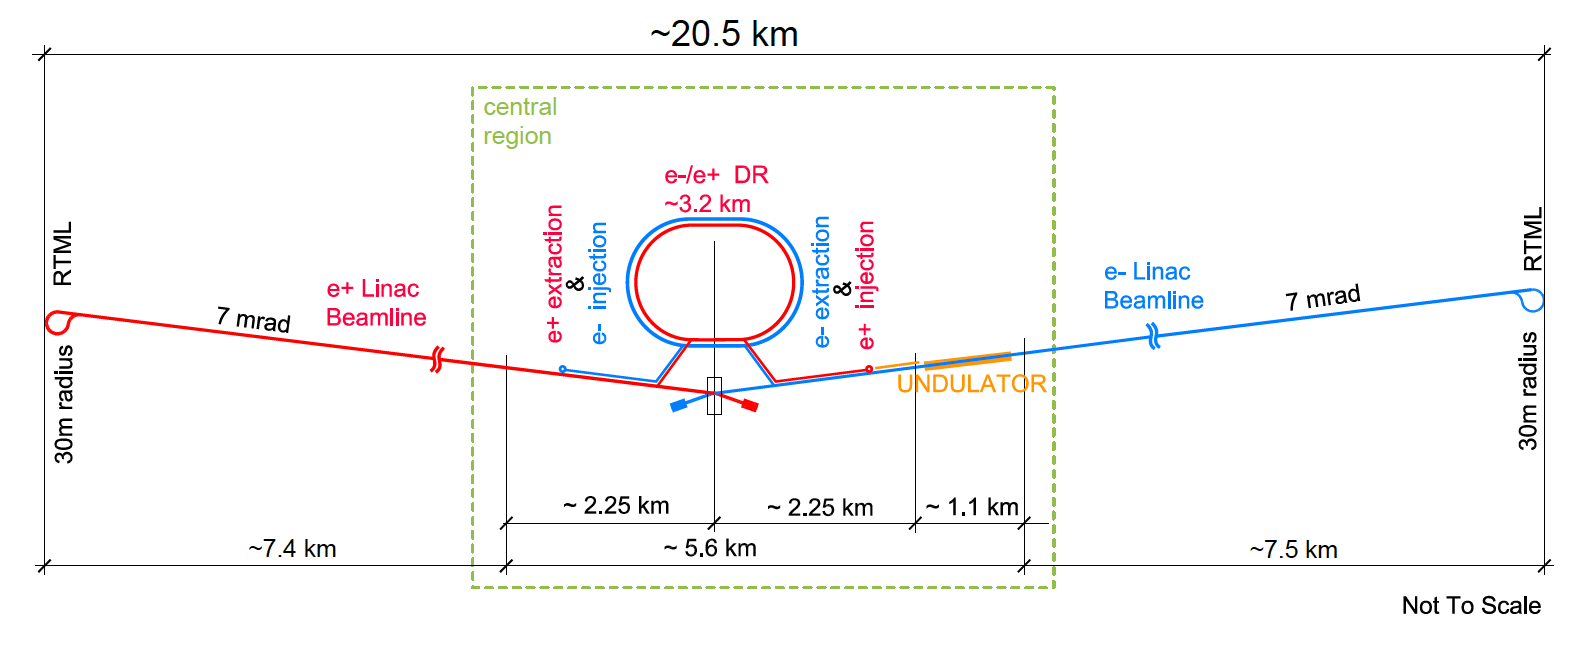 ~20.5 km
central
region
e-/e+ DR
~3.2 km
e+ extraction
&
e- injection
e- extraction
&
e+ injection
RTML
30m radius
e+ Linac
Beamline
7 mrad
e- Linac
Beamline
7 mrad
RTML
30m radius
UNDULATOR
~ 2.25 km
~ 2.25 km
~ 1.1 km
~7.4 km
~ 5.6 km
~7.5 km
Not To Scale